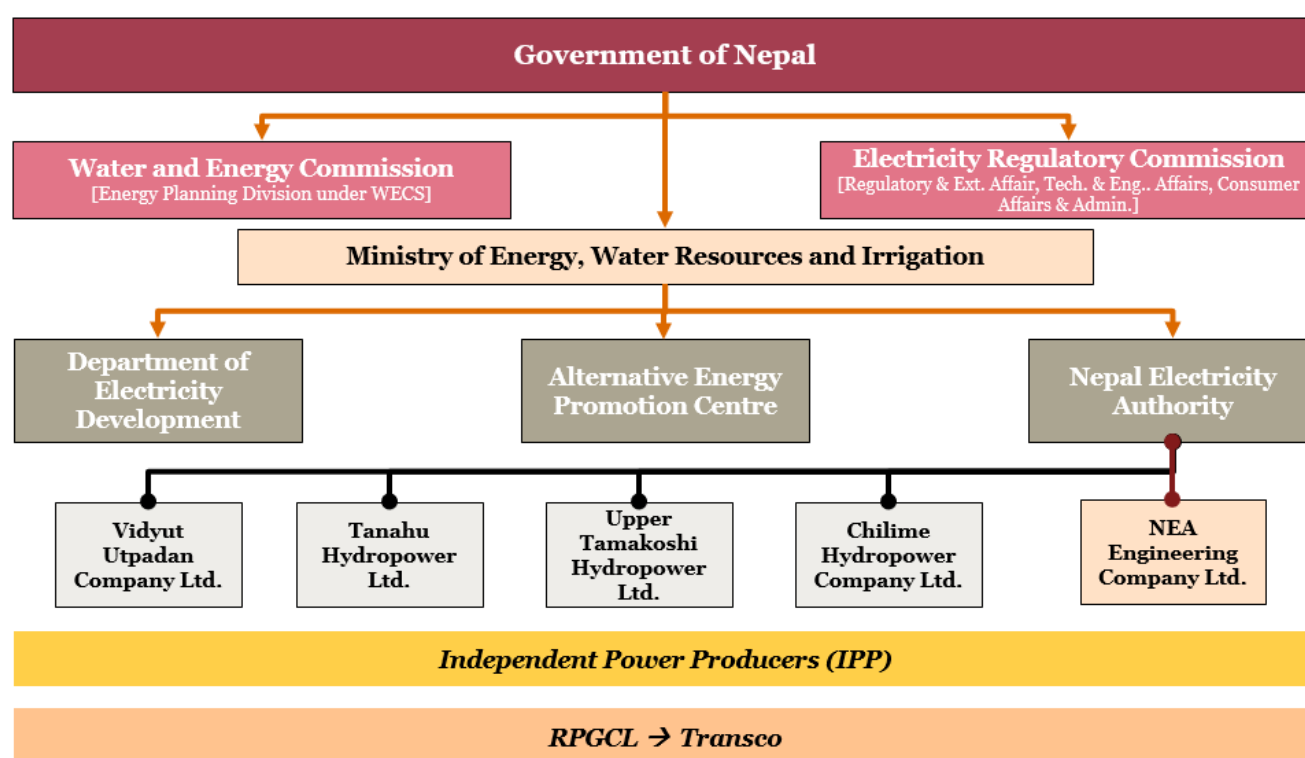 Government of Nepal
Water and Energy Commission
[Energy Planning Division under WECS]
Electricity Regulatory Commission
[Regulatory & Ext. Affair, Tech. & Eng.. Affairs, Consumer
Affairs & Admin.]
Ministry of Energy, Water Resources and Irrigation
Department of
Electricity
Development
Alternative Energy
Promotion Centre
Nepal Electricity
Authority
Vidyut
Utpadan
Company Ltd.
Tanahu
Hydropower
Ltd.
Upper
Tamakoshi
Hydropower
Ltd.
Chilime
Hydropower
Company Ltd.
NEA
Engineering
Company Ltd.
Independent Power Producers (IPP)
RPGCL → Transco